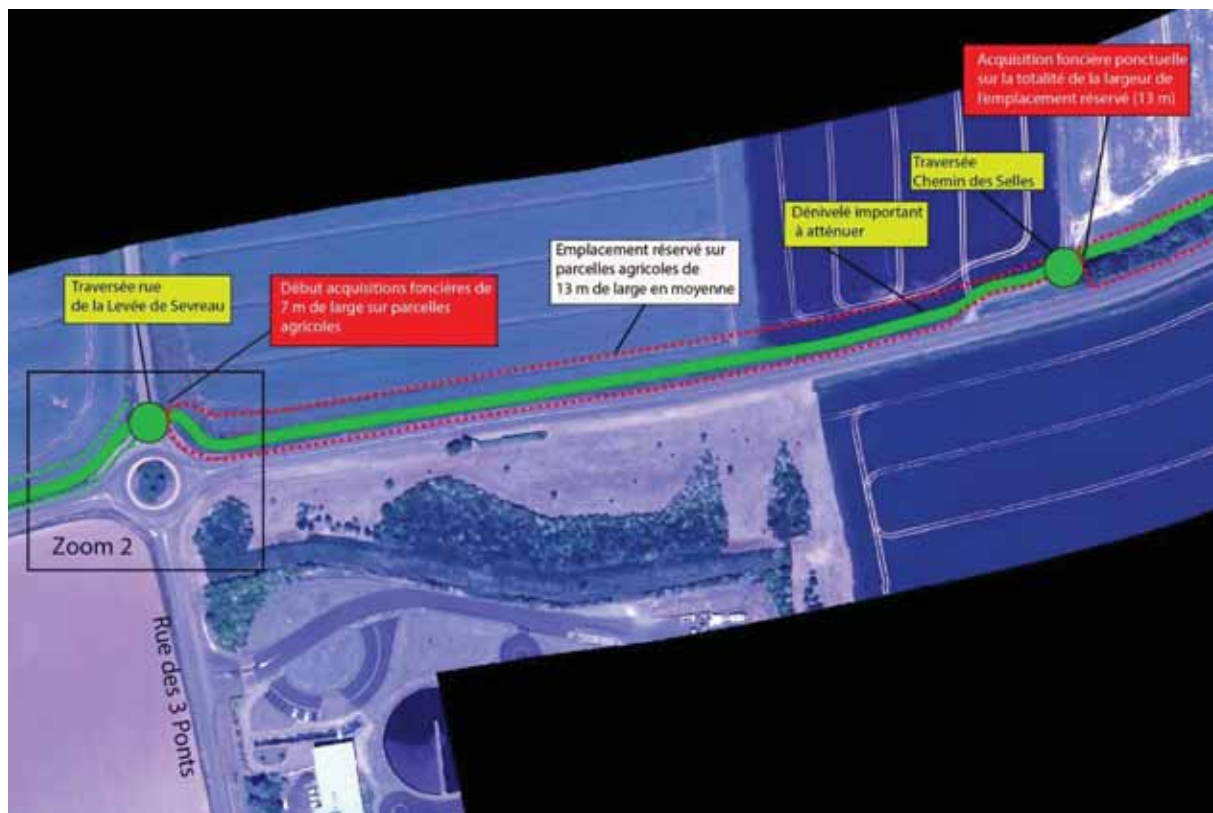 Acquisition foncière ponctuelle
sur la totalité de la largeur de
l'emplacement réservé (13 m)
Traversée
Chemin des Selles
Dénivelé important
à atténuer
Emplacement réservé sur
parcelles agricoles de
13 m de large en moyenne
Traversée rue
de la Levée de Sevreau
Début acquisitions foncières de
7 m de large sur parcelles
agricoles
Zoom 2
Rue des 3 Ponts